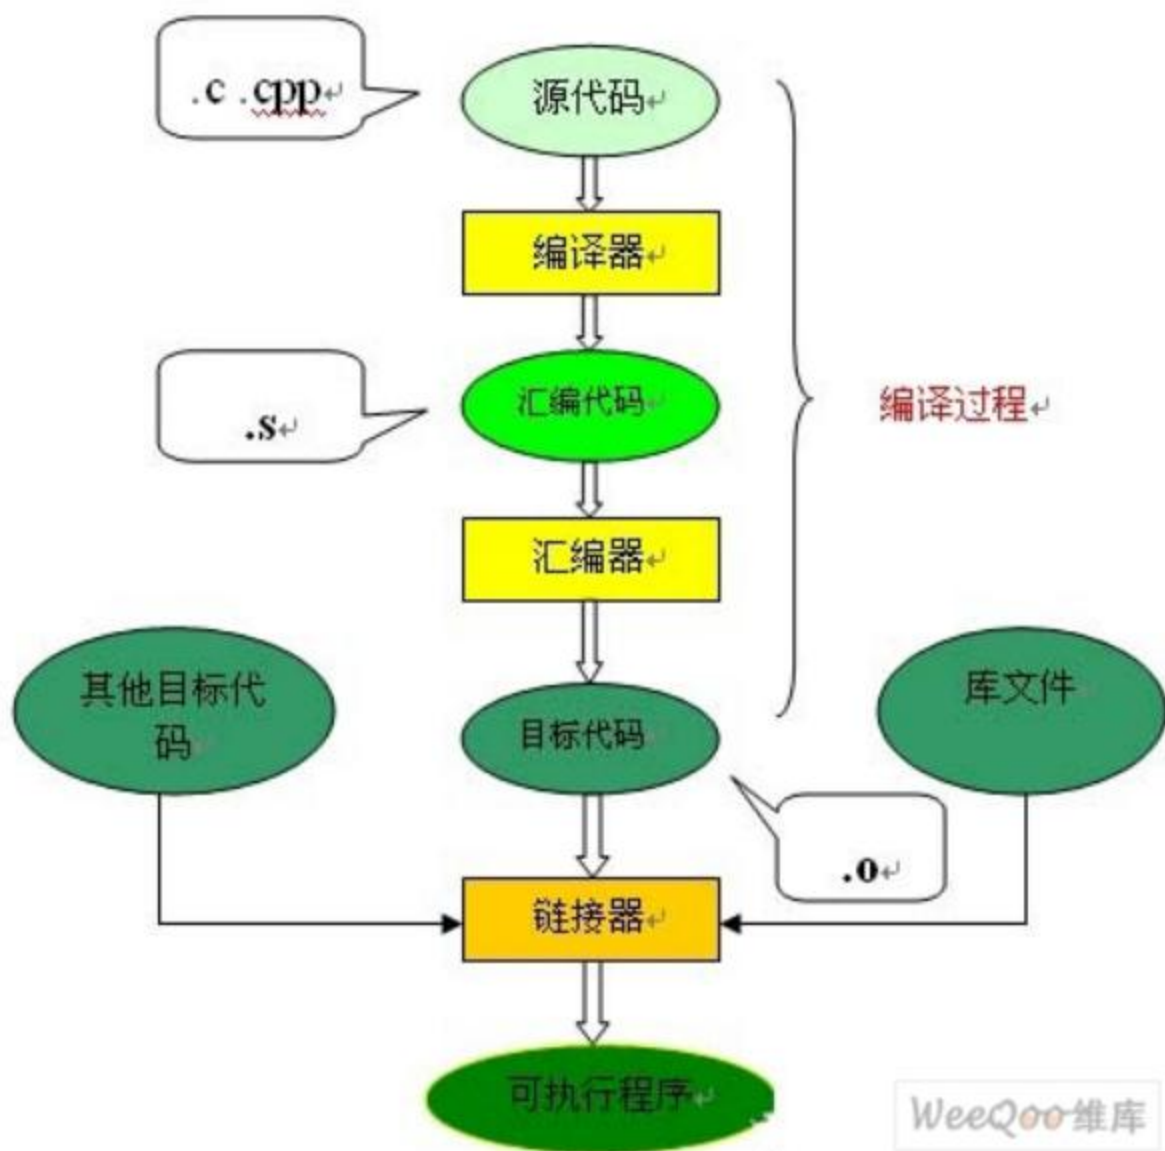 .c .cpp
源代码
编译器
汇编代码
.s
编译过程
汇编器
其他目标代
码
目标代码
库文件
.o
链接器
可执行程序
WeeQoo维库